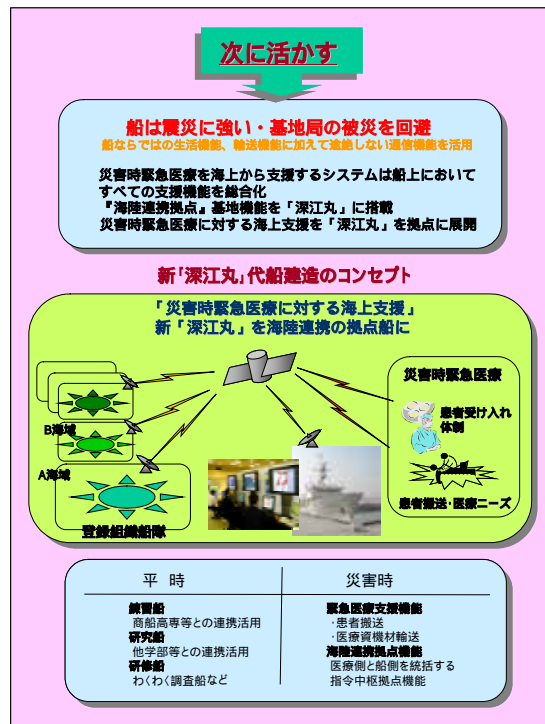 次に活かす
船は震災に強い・基地局の被災を回避
船ならではの生活機能、輸送機能に加えて途絶しない通信機能を活用
災害時緊急医療を海上から支援するシステムは船上において
すべての支援機能を総合化
『海陸連携拠点』基地機能を「深江丸」に搭載
災害時緊急医療に対する海上支援を「深江丸」を拠点に展開
新「深江丸」代船建造のコンセプト
「災害時緊急医療に対する海上支援」
新「深江丸」を海陸連携の拠点船に
B海域
A海域
登録組織船隊
災害時緊急医療
患者受け入れ
体制
患者搬送・医療ニーズ
平 時
練習船
商船高専等との連携活用
研究船
他学部等との連携活用
研修船
わくわく調査船など
災害時
緊急医療支援機能
・患者搬送
・医療資機材輸送
海陸連携拠点機能
医療側と船側を統括する
指令中枢拠点機能